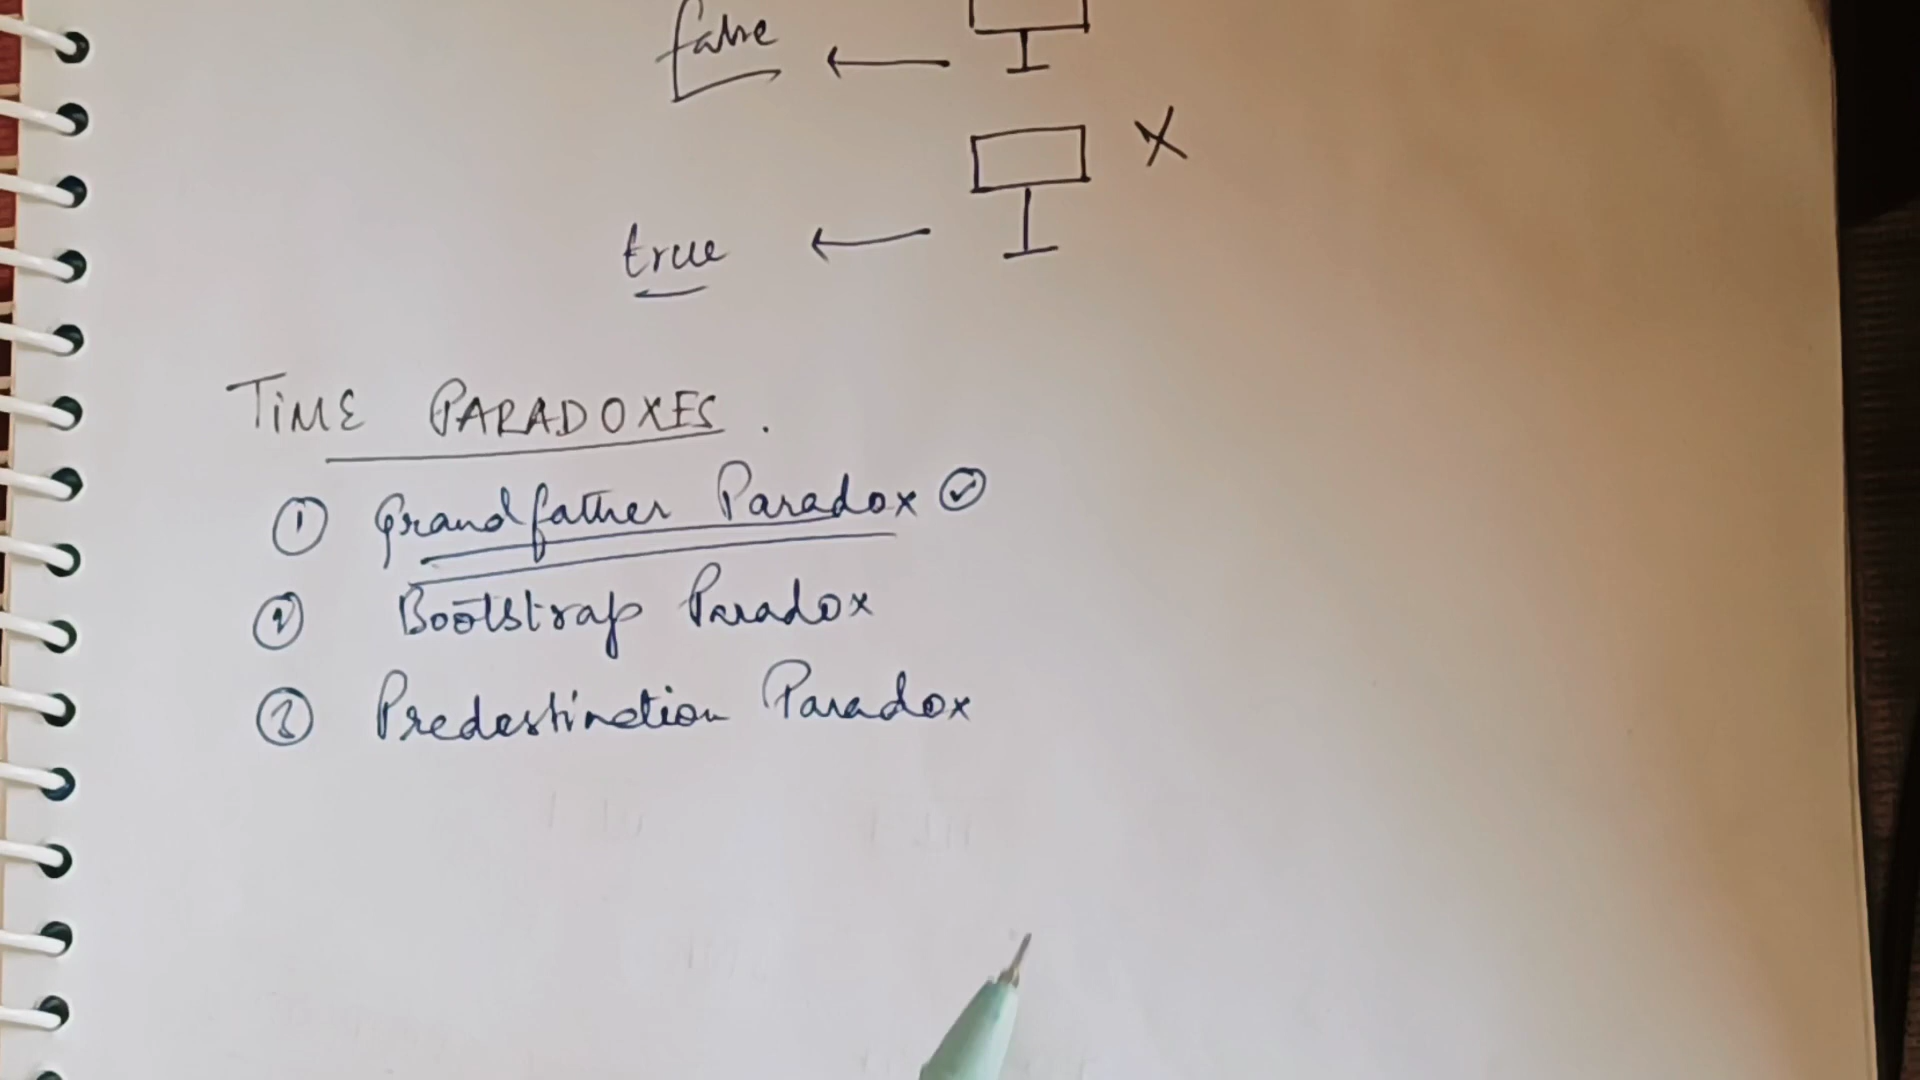 false ←
X
true ←
TiME PARADOXES.
① Grandfather Paradox ✓
② Bootstrap Paradox
③ Predestination Paradox